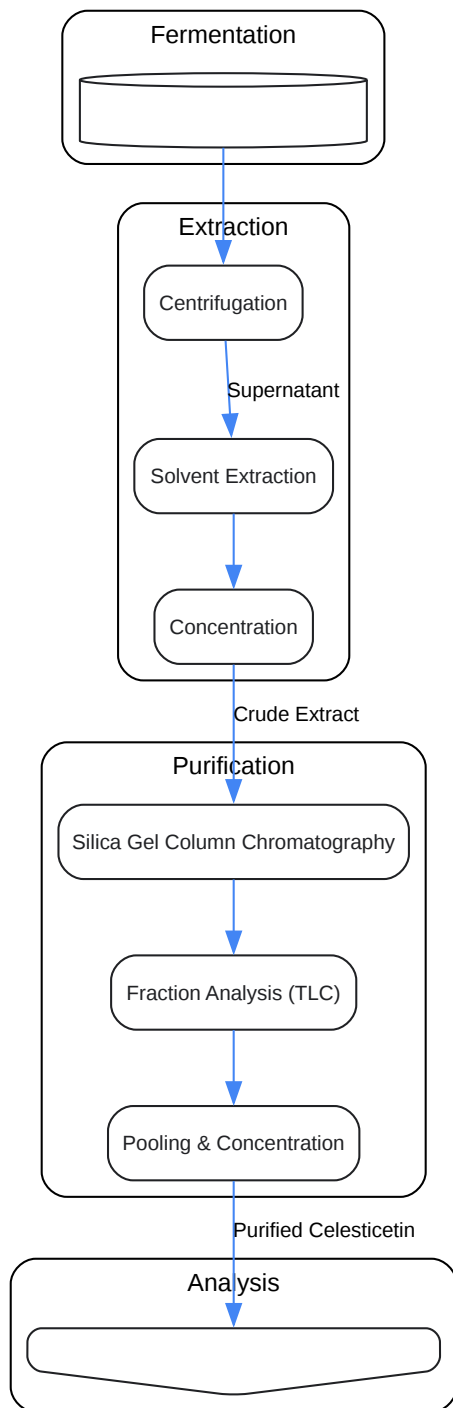 Fermentation
Extraction
Centrifugation
Supernatant
Solvent Extraction
Concentration
Crude Extract
Purification
Silica Gel Column Chromatography
Fraction Analysis (TLC)
Pooling & Concentration
Purified Celesticetin
Analysis